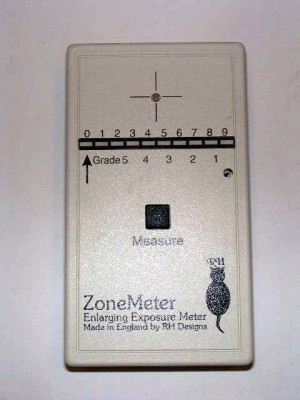 0 1 2 3 4 5 6 7 8 9
Grade 5 4 3 2 1
Measure
RH
ZoneMeter
Enlarging Exposure Meter
Made in England by RH Designs